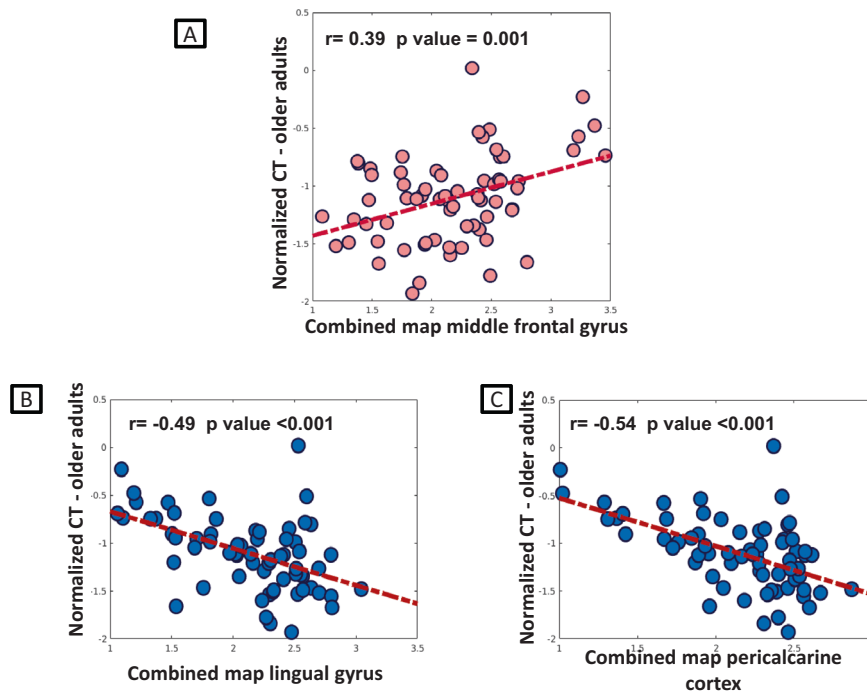 A
r= 0.39 p value = 0.001
Normalized CT - older adults
0.5
0
-0.5
-1
-1.5
-2
1
1.5
2
2.5
3
3.5
Combined map middle frontal gyrus
B
r= -0.49 p value <0.001
Normalized CT - older adults
0.5
0
-0.5
-1
-1.5
-2
1
1.5
2
2.5
3
3.5
Combined map lingual gyrus
C
r= -0.54 p value <0.001
Normalized CT - older adults
0.5
0
-0.5
-1
-1.5
-2
1
1.5
2
2.5
Combined map pericalcarine
cortex